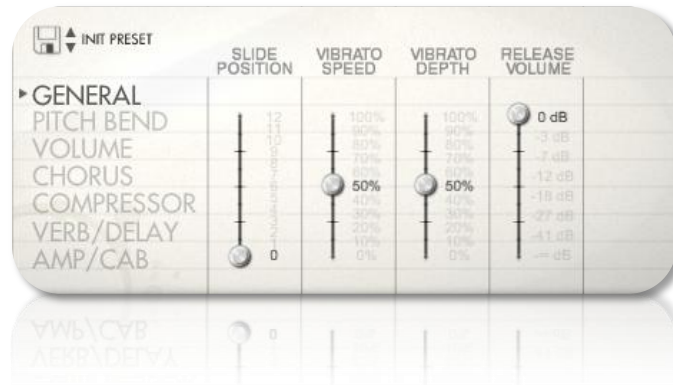 INIT PRESET
SLIDE POSITION
VIBRATO SPEED
VIBRATO DEPTH
RELEASE VOLUME
GENERAL
PITCH BEND
VOLUME
CHORUS
COMPRESSOR
VERB/DELAY
AMP/CAB
12
11
10
9
0
100%
90%
80%
70%
50%
40%
30%
20%
10%
0%
100%
90%
80%
70%
50%
40%
30%
20%
10%
0%
0 dB
-3 dB
-7 dB
-12 dB
-18 dB
-27 dB
-41 dB
-∞ dB